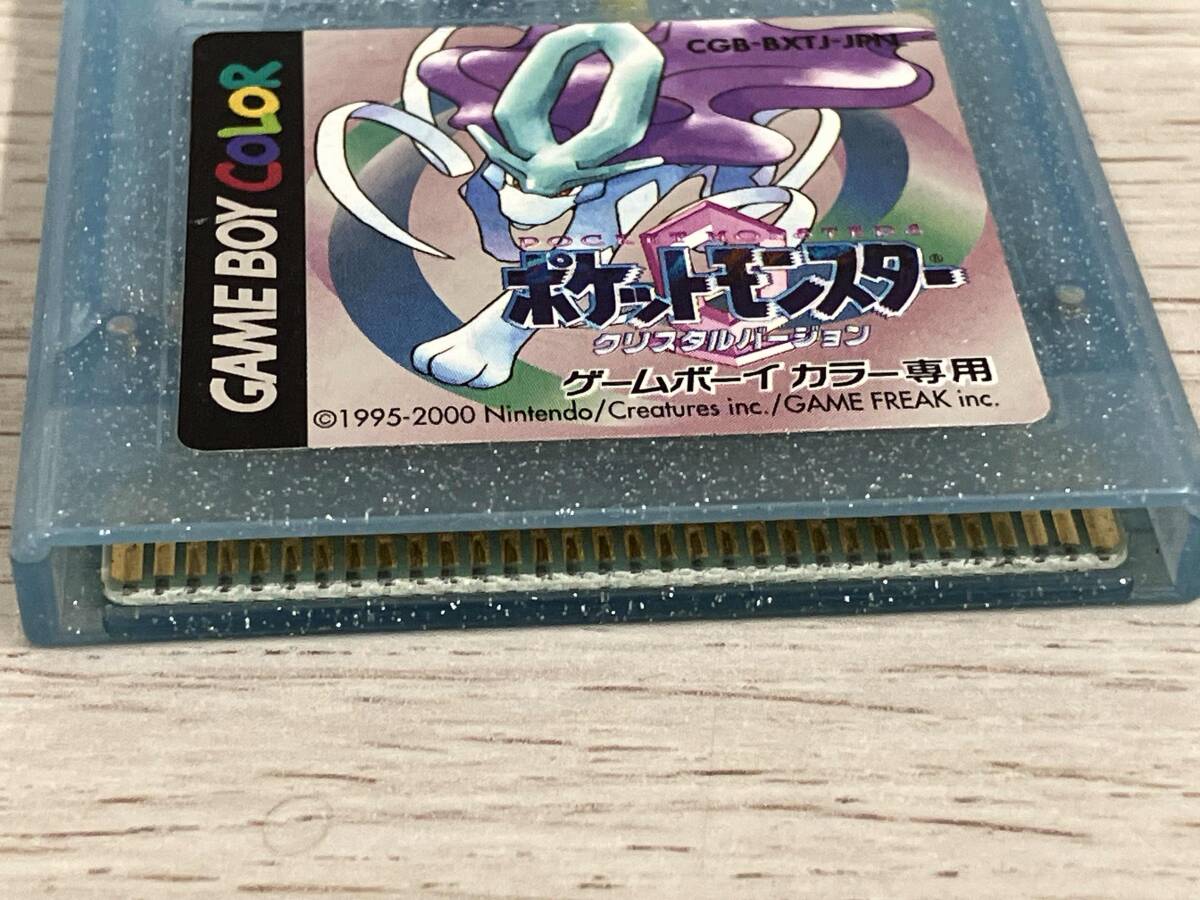 GAME BOY COLOR
CGB-BXTJ-JPN
POCKET MONSTERS
ポケットモンスター®
クリスタルバージョン
ゲームボーイ カラー専用
©1995-2000 Nintendo/Creatures inc./GAME FREAK inc.